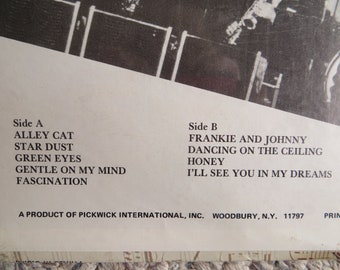 Side A
ALLEY CAT
STAR DUST
GREEN EYES
GENTLE ON MY MIND
FASCINATION
Side B
FRANKIE AND JOHNNY
DANCING ON THE CEILING
HONEY
I'LL SEE YOU IN MY DREAMS
A PRODUCT OF PICKWICK INTERNATIONAL, INC. WOODBURY, N.Y. 11797 PRIN